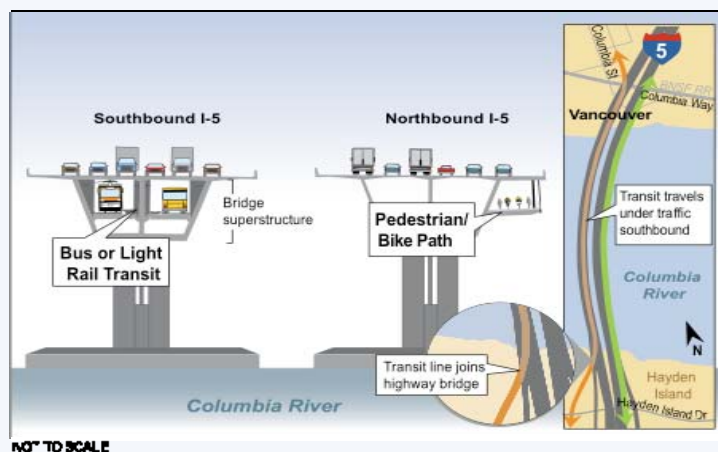 Southbound I-5
Northbound I-5
Bridge
superstructure
Bus or Light
Rail Transit
Pedestrian/
Bike Path
Transit line joins
highway bridge
Columbia River
5
Columbia St
BNSF RR
Columbia Way
Vancouver
Transit travels
under traffic
southbound
Columbia
River
N
Hayden
Island
Hayden Island Dr
NOT TO SCALE